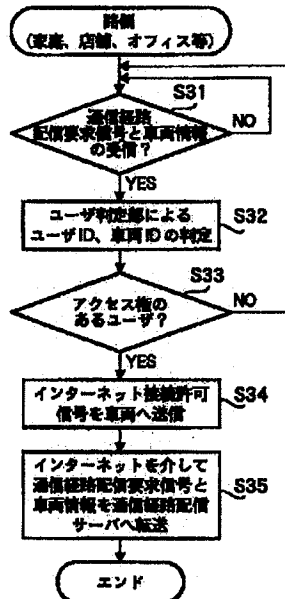 路側
(家庭、店舗、オフィス等)
S31
通信経路
配信要求信号と車両情報
の受信?
NO
YES
ユーザ判定部による
ユーザID、車両IDの判定
S32
S33
アクセス権の
あるユーザ?
NO
YES
インターネット接続許可
信号を車両へ送信
S34
インターネットを介して
通信経路配信要求信号と
車両情報を通信経路配信
サーバへ転送
S35
エンド